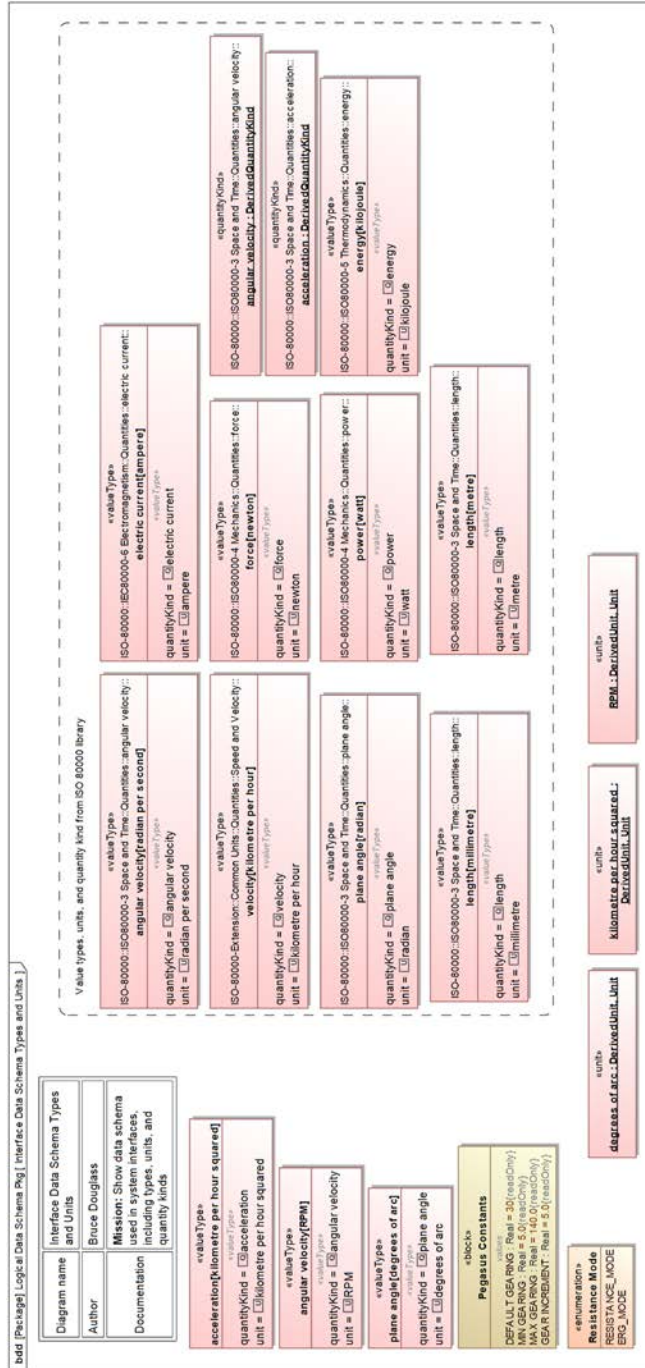 bdd [Package] Logical Data Schema Pkg [ Interface Data Schema Types and Units ]
Diagram name
Interface Data Schema Types
and Units
Author
Bruce Douglass
Documentation
Mission: Show data schema
used in system interfaces,
including types, units, and
quantity kinds
Value types, units, and quantity kind from ISO 80000 library
«valueType»
ISO-80000::ISO80000-3 Space and Time::Quantities::angular velocity::
angular velocity[radian per second]
«valueType»
quantityKind = Q angular velocity
unit = U radian per second
«valueType»
ISO-80000::IEC80000-6 Electromagnetism::Quantities::electric current::
electric current[ampere]
«valueType»
quantityKind = Q electric current
unit = U ampere
«valueType»
ISO-80000-Extension::Common Units::Quantities::Speed and Velocity::
velocity[kilometre per hour]
«valueType»
quantityKind = Q velocity
unit = U kilometre per hour
«valueType»
ISO-80000::ISO80000-4 Mechanics::Quantities::force::
force[newton]
«valueType»
quantityKind = Q force
unit = U newton
«quantityKind»
ISO-80000::ISO80000-3 Space and Time::Quantities::angular velocity::
angular velocity : DerivedQuantityKind
«quantityKind»
ISO-80000::ISO80000-3 Space and Time::Quantities::acceleration::
acceleration : DerivedQuantityKind
«valueType»
ISO-80000::ISO80000-3 Space and Time::Quantities::plane angle::
plane angle[radian]
«valueType»
quantityKind = Q plane angle
unit = U radian
«valueType»
ISO-80000::ISO80000-4 Mechanics::Quantities::power::
power[watt]
«valueType»
quantityKind = Q power
unit = U watt
«valueType»
ISO-80000::ISO80000-5 Thermodynamics::Quantities::energy::
energy[kilojoule]
«valueType»
quantityKind = Q energy
unit = U kilojoule
«valueType»
ISO-80000::ISO80000-3 Space and Time::Quantities::length::
length[millimetre]
«valueType»
quantityKind = Q length
unit = U millimetre
«valueType»
ISO-80000::ISO80000-3 Space and Time::Quantities::length::
length[metre]
«valueType»
quantityKind = Q length
unit = U metre
«valueType»
acceleration[kilometre per hour squared]
quantityKind = Q acceleration
unit = U kilometre per hour squared
«valueType»
angular velocity[RPM]
quantityKind = Q angular velocity
unit = U RPM
«valueType»
plane angle[degrees of arc]
quantityKind = Q plane angle
unit = U degrees of arc
«block»
Pegasus Constants
values
DEFAULT GEARING : Real = 30{readOnly}
MIN GEARING : Real = 5.0{readOnly}
MAX GEARING : Real = 140.0{readOnly}
GEAR INCREMENT : Real = 5.0{readOnly}
«enumeration»
Resistance Mode
RESISTANCE_MODE
ERG_MODE
«unit»
degrees of arc : DerivedUnit, Unit
«unit»
kilometre per hour squared :
DerivedUnit, Unit
«unit»
RPM : DerivedUnit, Unit